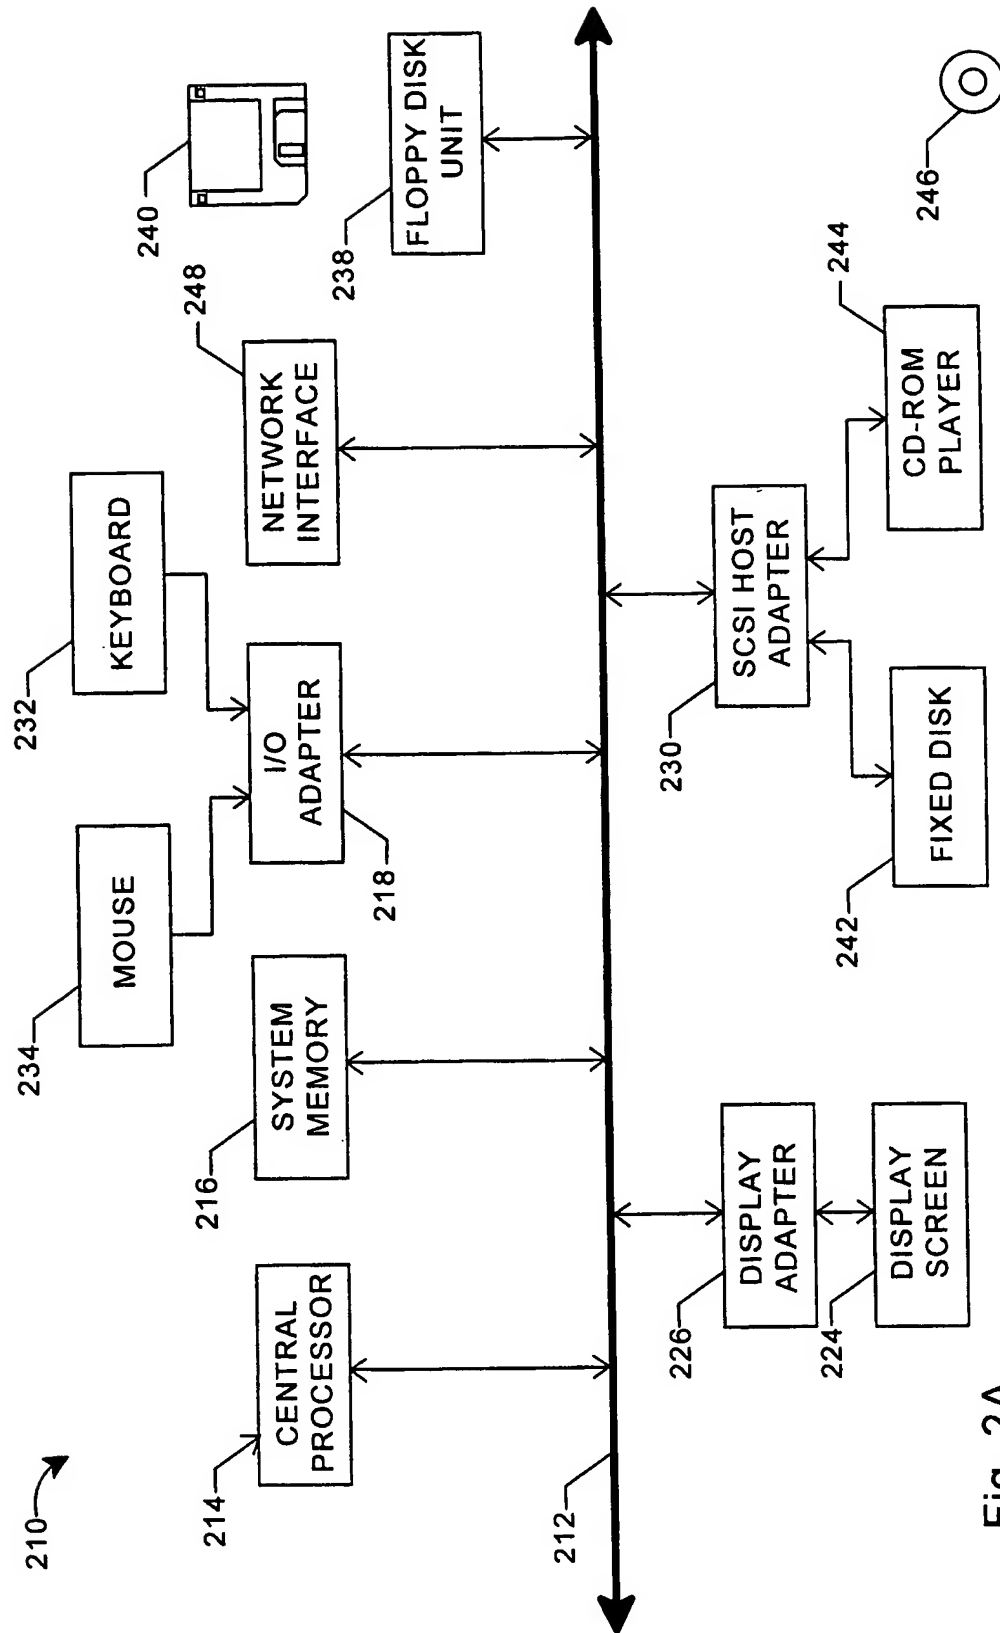 210
214
CENTRAL
PROCESSOR
216
SYSTEM
MEMORY
234
MOUSE
232
KEYBOARD
I/O
ADAPTER
218
248
NETWORK
INTERFACE
240
238
FLOPPY DISK
UNIT
212
226
DISPLAY
ADAPTER
224
DISPLAY
SCREEN
230
SCSI HOST
ADAPTER
242
FIXED DISK
244
CD-ROM
PLAYER
246
Fig. 2A